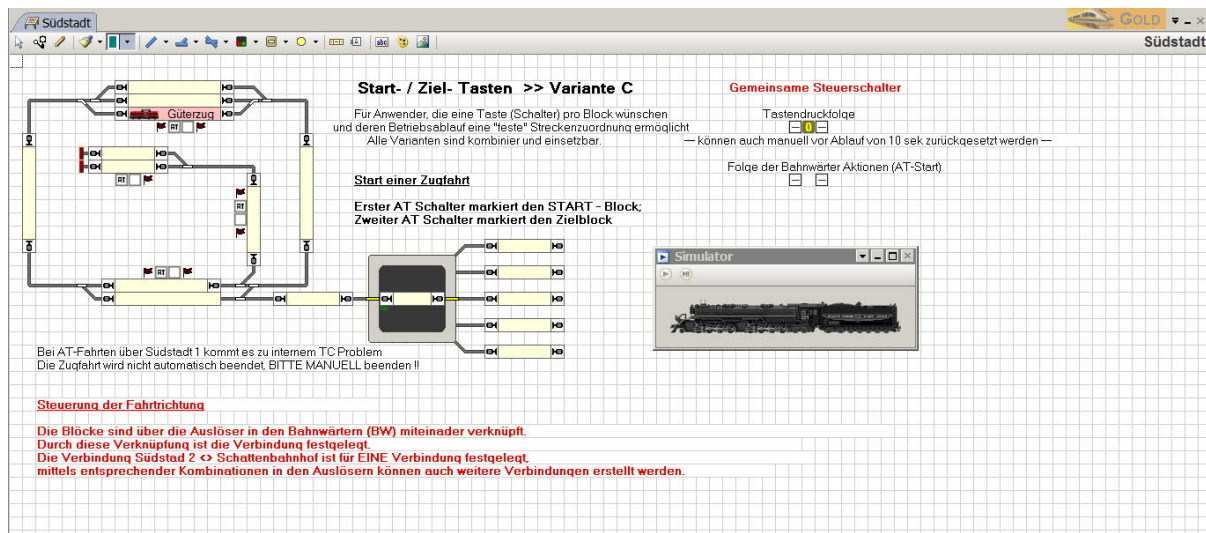 Südstadt
GOLD
abc
Südstadt
Start- / Ziel- Tasten >> Variante C
Gemeinsame Steuerschalter
Für Anwender, die eine Taste (Schalter) pro Block wünschen
und deren Betriebsablauf eine "feste" Streckenzuordnung ermöglicht
Alle Varianten sind kombinier und einsetzbar.
Tastendruckfolge
0
— können auch manuell vor Ablauf von 10 sek zurückgesetzt werden —
Folge der Bahnwärter Aktionen (AT-Start)
Güterzug
AT
AT
AT
AT
Start einer Zugfahrt
Erster AT Schalter markiert den START - Block;
Zweiter AT Schalter markiert den Zielblock
Simulator
Bei AT-Fahrten über Südstadt 1 kommt es zu internem TC Problem
Die Zugfahrt wird nicht automatisch beendet, BITTE MANUELL beenden !!
Steuerung der Fahrtrichtung
Die Blöcke sind über die Auslöser in den Bahnwärtern (BW) miteinader verknüpft.
Durch diese Verknüpfung ist die Verbindung festgelegt.
Die Verbindung Südstad 2 <> Schattenbahnhof ist für EINE Verbindung festgelegt,
mittels entsprechender Kombinationen in den Auslösern können auch weitere Verbindungen erstellt werden.